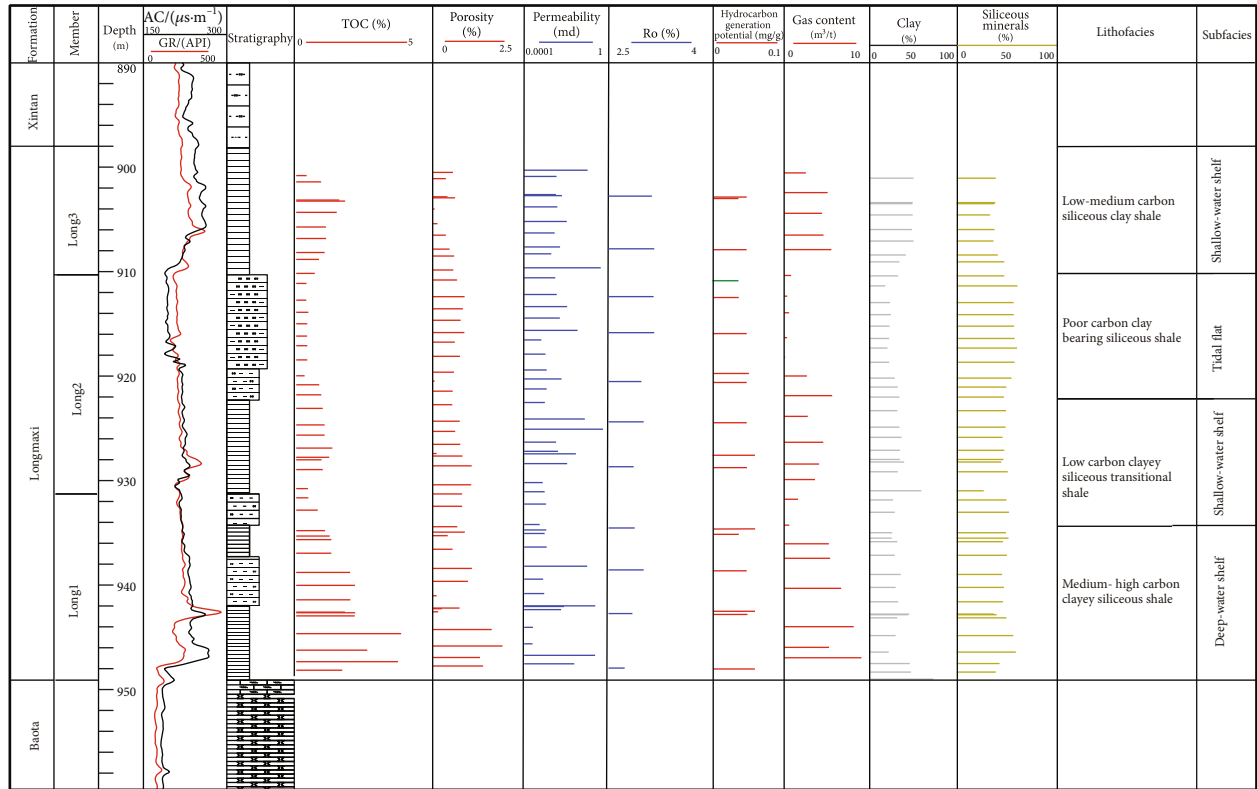 Formation
Member
Depth
(m)
AC/(μs·m⁻¹)
150 300
GR/(API)
0 500
Stratigraphy
TOC (%)
0 5
Porosity
(%)
0 2.5
Permeability
(md)
0.0001 1
Ro (%)
2.5 4
Hydrocarbon
generation
potential (mg/g)
0 0.1
Gas content
(m³/t)
0 10
Clay
(%)
0 50 100
Siliceous
minerals
(%)
0 50 100
Lithofacies
Subfacies
Xintan
Longmaxi
Baota
Long3
Long2
Long1
890
900
910
920
930
940
950
Low-medium carbon
siliceous clay shale
Shallow-water shelf
Poor carbon clay
bearing siliceous shale
Tidal flat
Low carbon clayey
siliceous transitional
shale
Shallow-water shelf
Medium- high carbon
clayey siliceous shale
Deep-water shelf